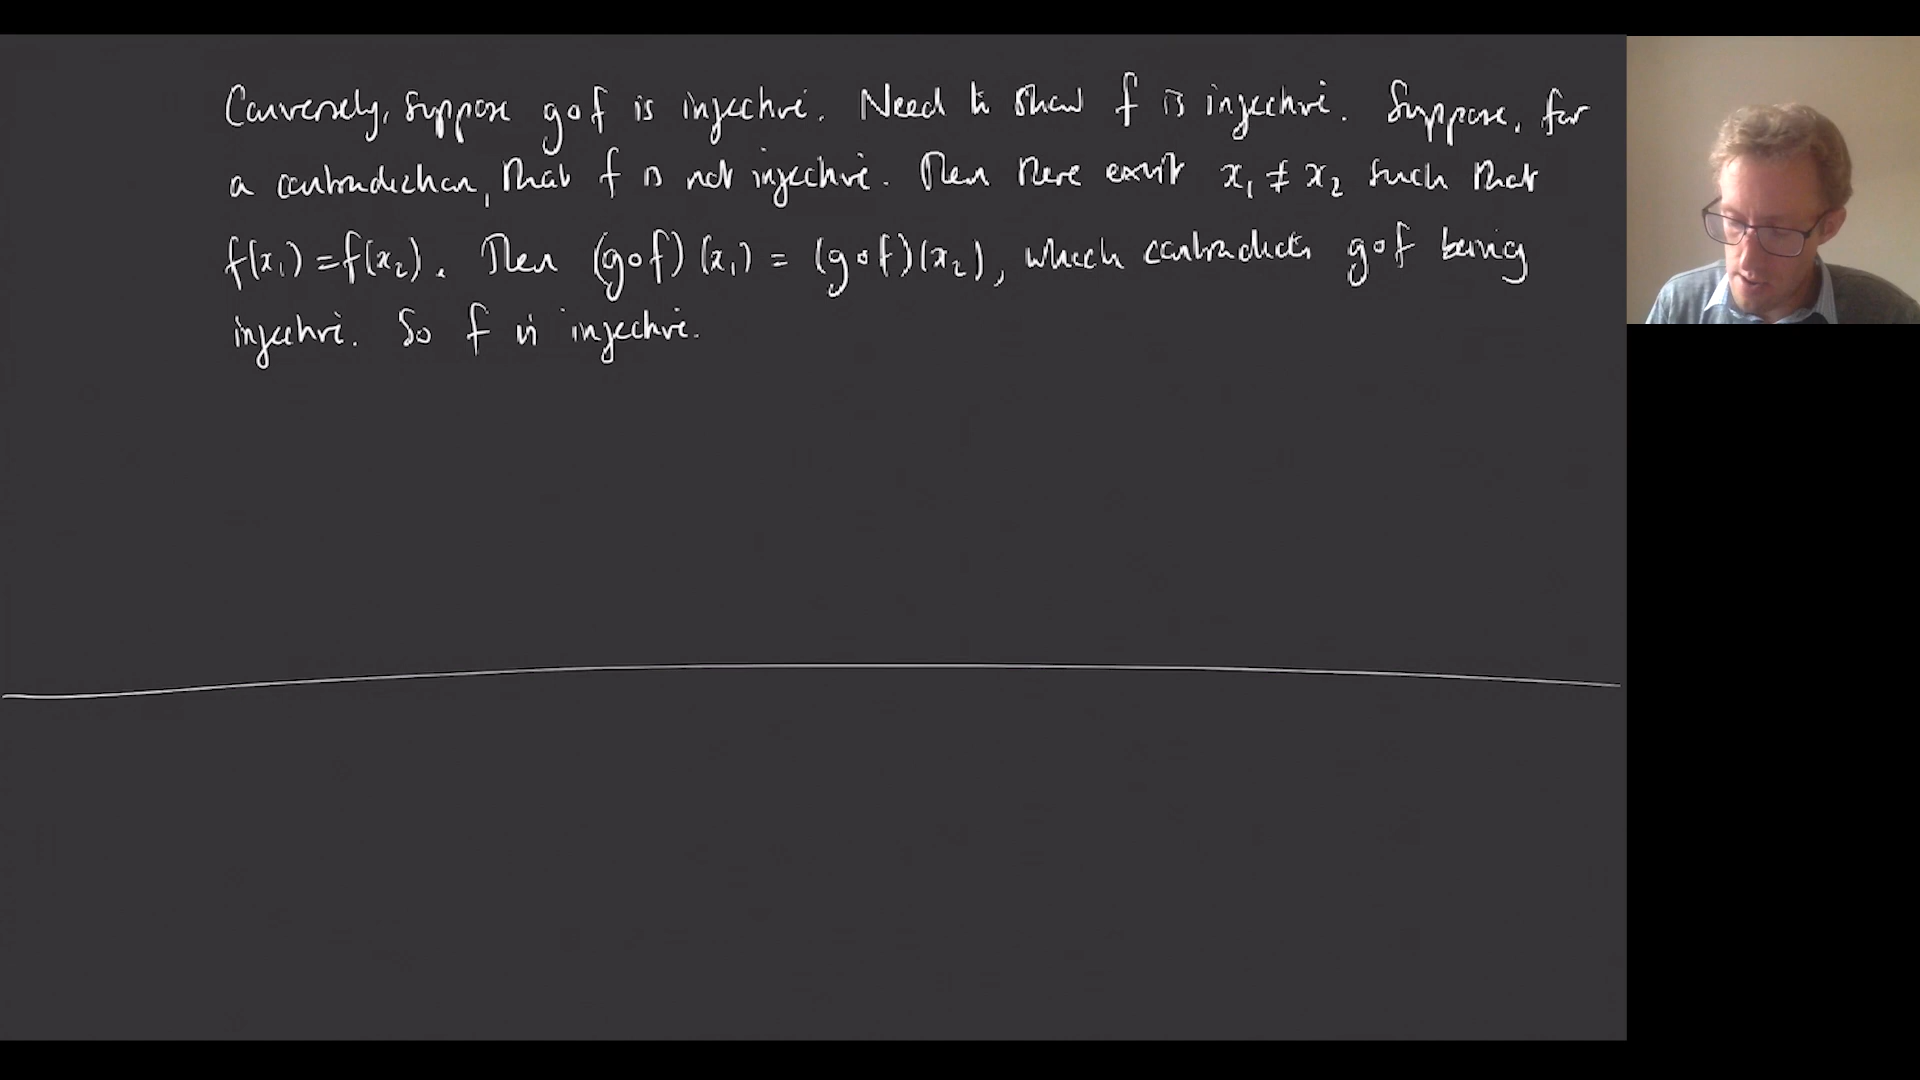 Conversely, suppose g∘f is injective. Need to show f is injective. Suppose, for
a contradiction, that f is not injective. Then there exist x₁ ≠ x₂ such that
f(x₁) = f(x₂). Then (g∘f)(x₁) = (g∘f)(x₂), which contradicts g∘f being
injective. So f is injective.